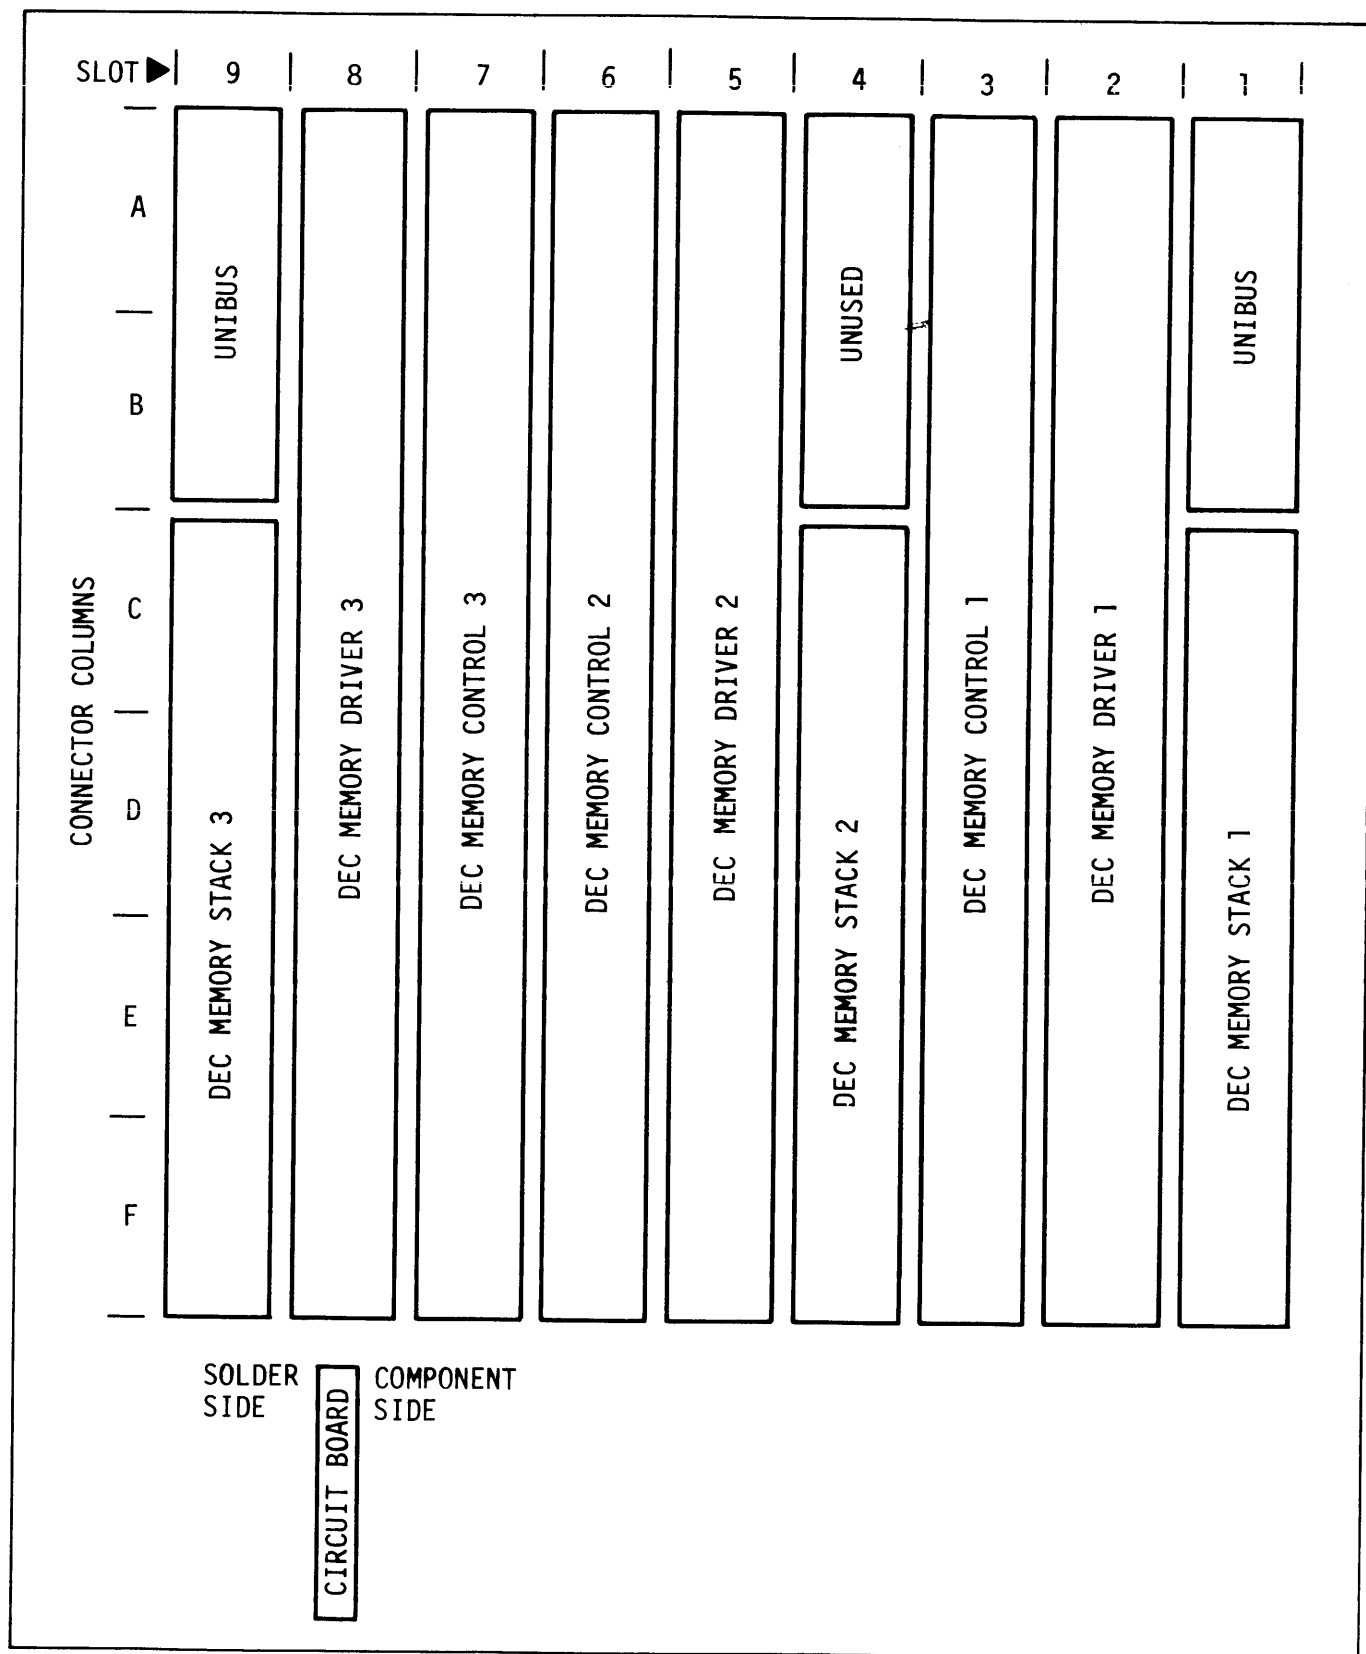 SLOT ▶ | 9 | 8 | 7 | 6 | 5 | 4 | 3 | 2 | 1 |
CONNECTOR COLUMNS
A
B
C
D
E
F
UNIBUS
DEC MEMORY STACK 3
DEC MEMORY DRIVER 3
DEC MEMORY CONTROL 3
DEC MEMORY CONTROL 2
DEC MEMORY DRIVER 2
UNUSED
DEC MEMORY STACK 2
DEC MEMORY CONTROL 1
DEC MEMORY DRIVER 1
UNIBUS
DEC MEMORY STACK 1
SOLDER
SIDE
CIRCUIT BOARD
COMPONENT
SIDE